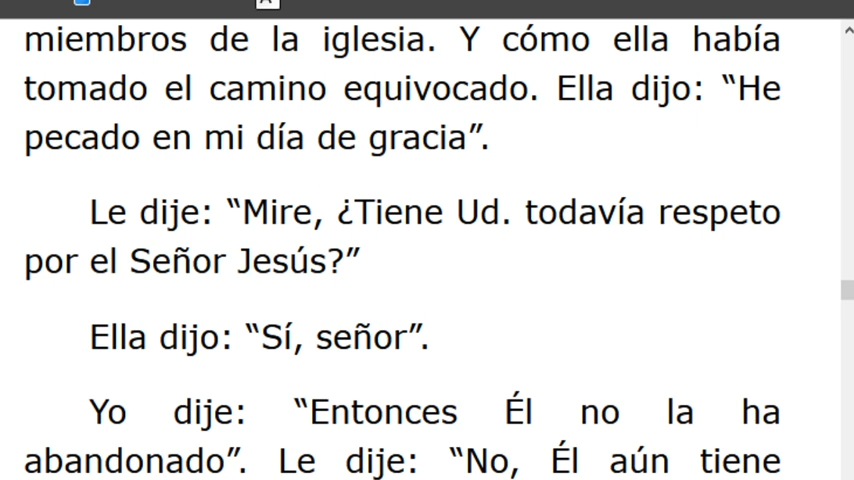 miembros de la iglesia. Y cómo ella había
tomado el camino equivocado. Ella dijo: “He
pecado en mi día de gracia”.
Le dije: “Mire, ¿Tiene Ud. todavía respeto
por el Señor Jesús?”
Ella dijo: “Sí, señor”.
Yo dije: “Entonces Él no la ha
abandonado”. Le dije: “No, Él aún tiene